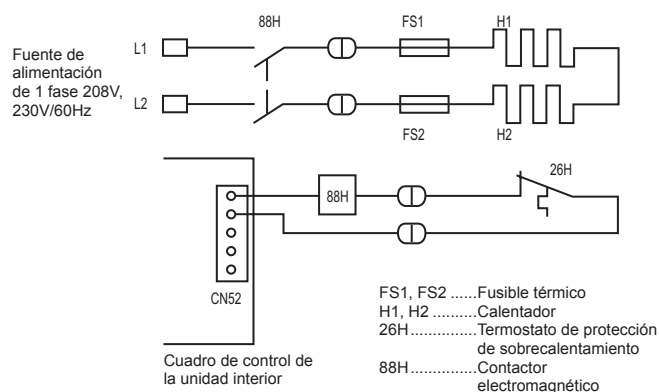 88H
FS1
H1
Fuente de
alimentación
de 1 fase 208V,
230V/60Hz
L1
L2
FS2
H2
26H
88H
CN52
Cuadro de control de
la unidad interior
FS1, FS2 ......Fusible térmico
H1, H2 ..........Calentador
26H...............Termostato de protección
de sobrecalentamiento
88H...............Contactor
electromagnético